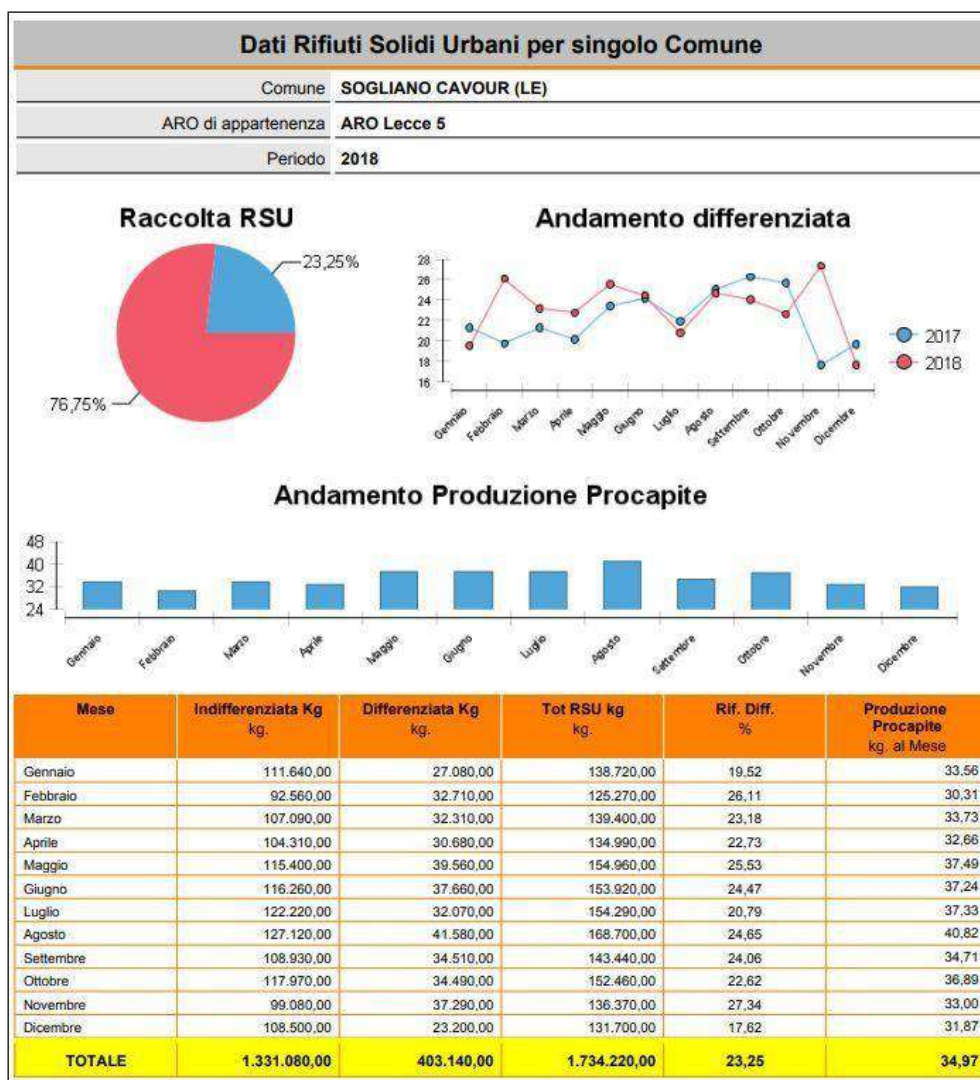 Dati Rifiuti Solidi Urbani per singolo Comune
Comune SOGLIANO CAVOUR (LE)
ARO di appartenenza ARO Lecce 5
Periodo 2018
Raccolta RSU
23,25%
76,75%
Andamento differenziata
28
26
24
22
20
18
16
Gennaio Febbraio Marzo Aprile Maggio Giugno Luglio Agosto Settembre Ottobre Novembre Dicembre
2017
2018
Andamento Produzione Procapite
48
40
32
24
Gennaio Febbraio Marzo Aprile Maggio Giugno Luglio Agosto Settembre Ottobre Novembre Dicembre
Mese Indifferenziata Kg kg. Differenziata Kg kg. Tot RSU kg kg. Rif. Diff. % Produzione Procapite kg. al Mese
Gennaio 111.640,00 27.080,00 138.720,00 19,52 33,56
Febbraio 92.560,00 32.710,00 125.270,00 26,11 30,31
Marzo 107.090,00 32.310,00 139.400,00 23,18 33,73
Aprile 104.310,00 30.680,00 134.990,00 22,73 32,66
Maggio 115.400,00 39.560,00 154.960,00 25,53 37,49
Giugno 116.260,00 37.660,00 153.920,00 24,47 37,24
Luglio 122.220,00 32.070,00 154.290,00 20,79 37,33
Agosto 127.120,00 41.580,00 168.700,00 24,65 40,82
Settembre 108.930,00 34.510,00 143.440,00 24,06 34,71
Ottobre 117.970,00 34.490,00 152.460,00 22,62 36,89
Novembre 99.080,00 37.290,00 136.370,00 27,34 33,00
Dicembre 108.500,00 23.200,00 131.700,00 17,62 31,87
TOTALE 1.331.080,00 403.140,00 1.734.220,00 23,25 34,97